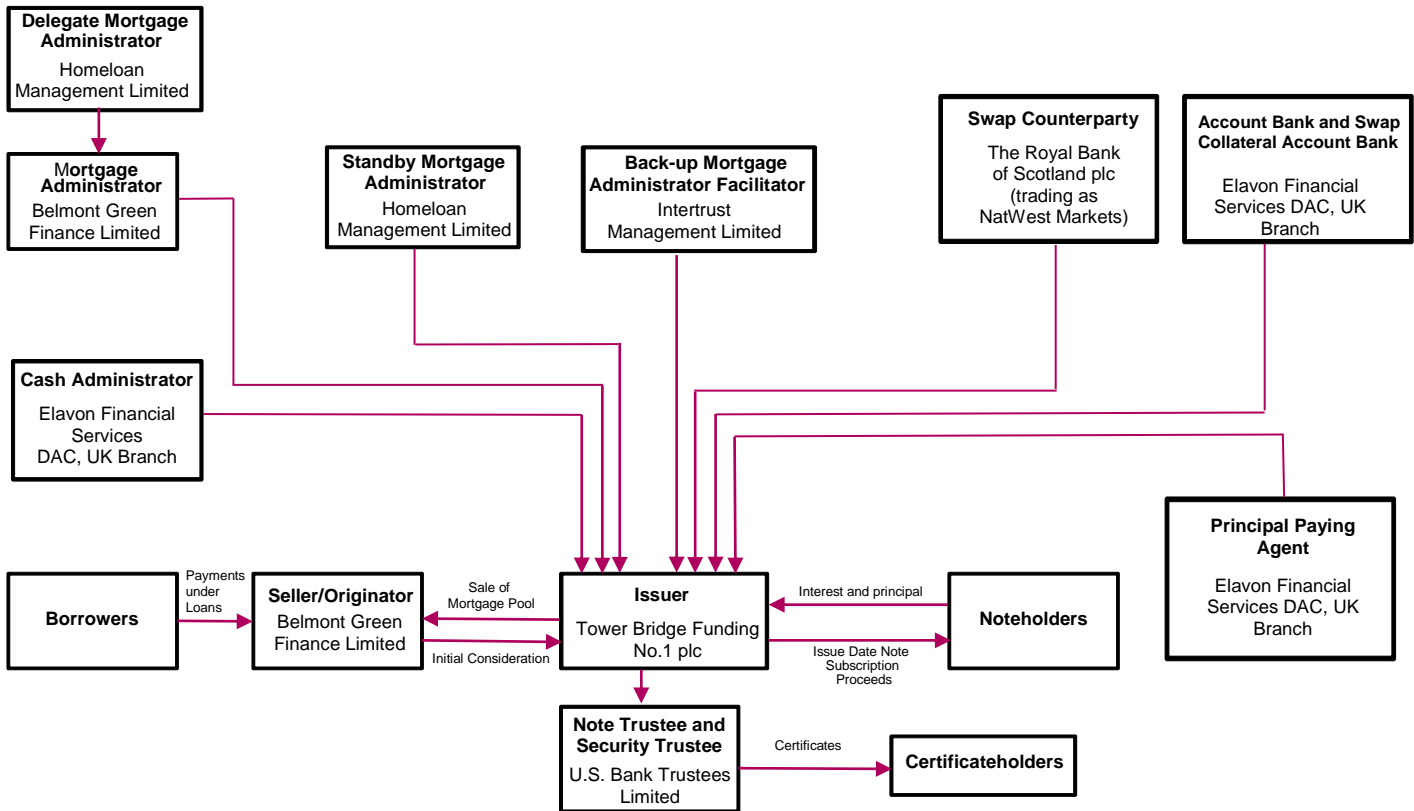 Delegate Mortgage
Administrator
Homeloan
Management Limited
Mortgage
Administrator
Belmont Green
Finance Limited
Standby Mortgage
Administrator
Homeloan
Management Limited
Back-up Mortgage
Administrator Facilitator
Intertrust
Management Limited
Swap Counterparty
The Royal Bank
of Scotland plc
(trading as
NatWest Markets)
Account Bank and Swap
Collateral Account Bank
Elavon Financial
Services DAC, UK
Branch
Cash Administrator
Elavon Financial
Services
DAC, UK Branch
Principal Paying
Agent
Elavon Financial
Services DAC, UK
Branch
Borrowers
Payments
under
Loans
Seller/Originator
Belmont Green
Finance Limited
Sale of
Mortgage Pool
Initial Consideration
Issuer
Tower Bridge Funding
No.1 plc
Interest and principal
Issue Date Note
Subscription
Proceeds
Noteholders
Note Trustee and
Security Trustee
U.S. Bank Trustees
Limited
Certificates
Certificateholders